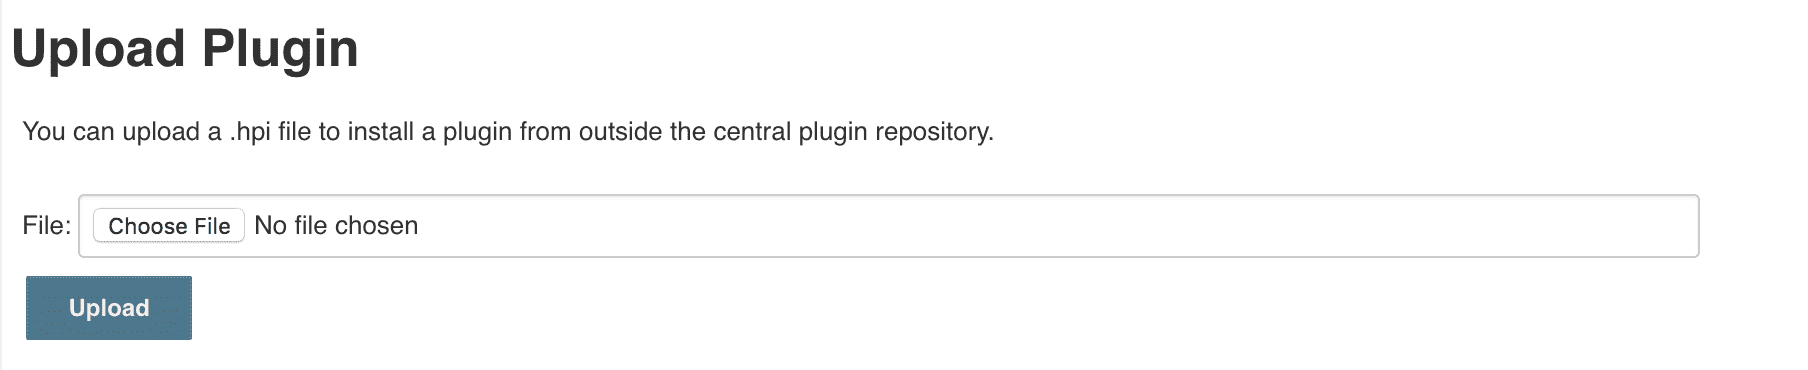 Upload Plugin
You can upload a .hpi file to install a plugin from outside the central plugin repository.
File: Choose File No file chosen
Upload